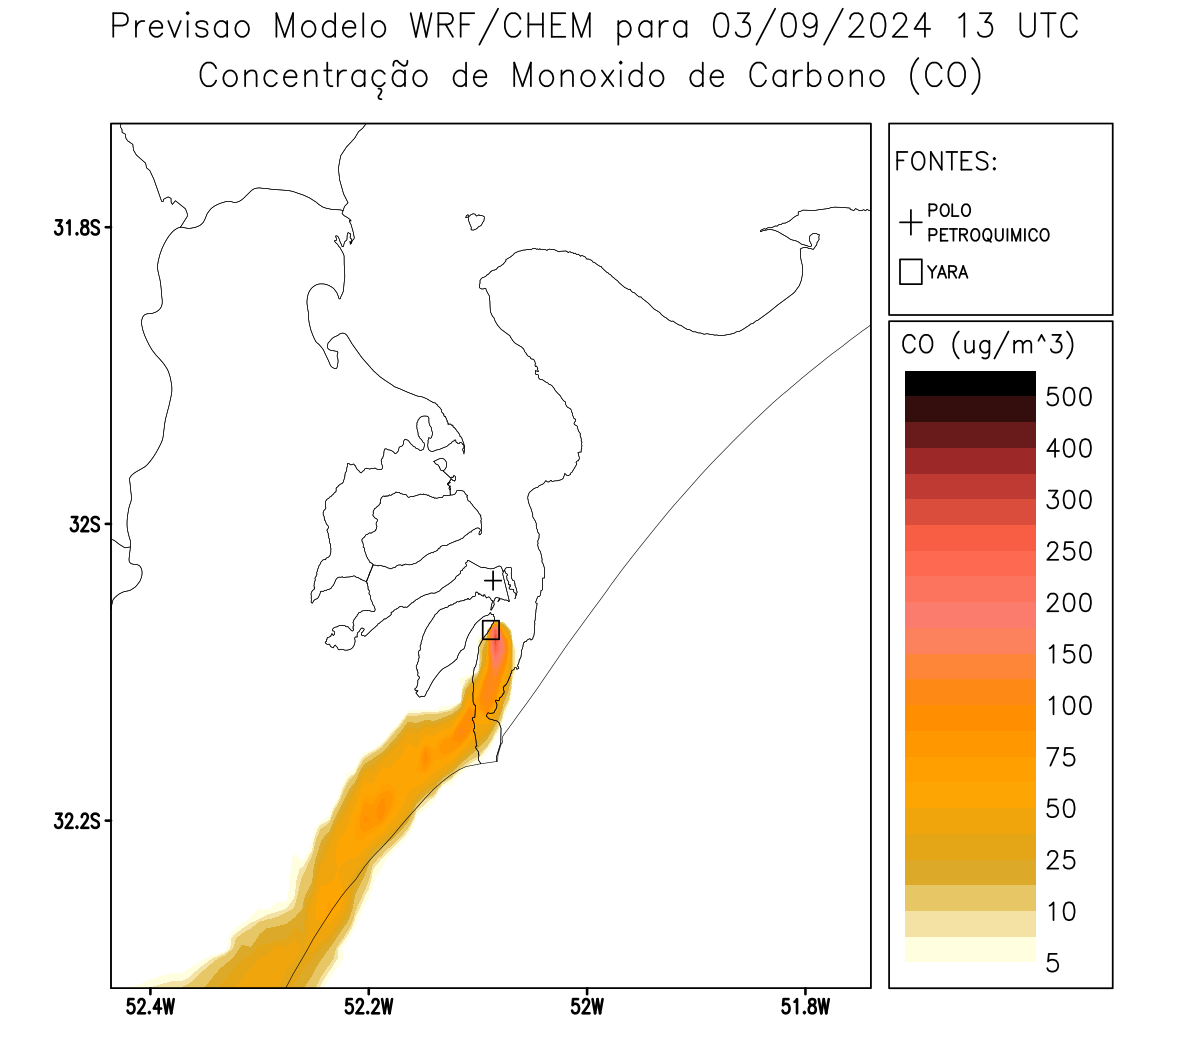 Previsao Modelo WRF/CHEM para 03/09/2024 13 UTC
Concentração de Monoxido de Carbono (CO)
FONTES:
POLO
PETROQUIMICO
YARA
CO (ug/m^3)
500
400
300
250
200
150
100
75
50
25
10
5
31.8S
32S
32.2S
52.4W
52.2W
52W
51.8W